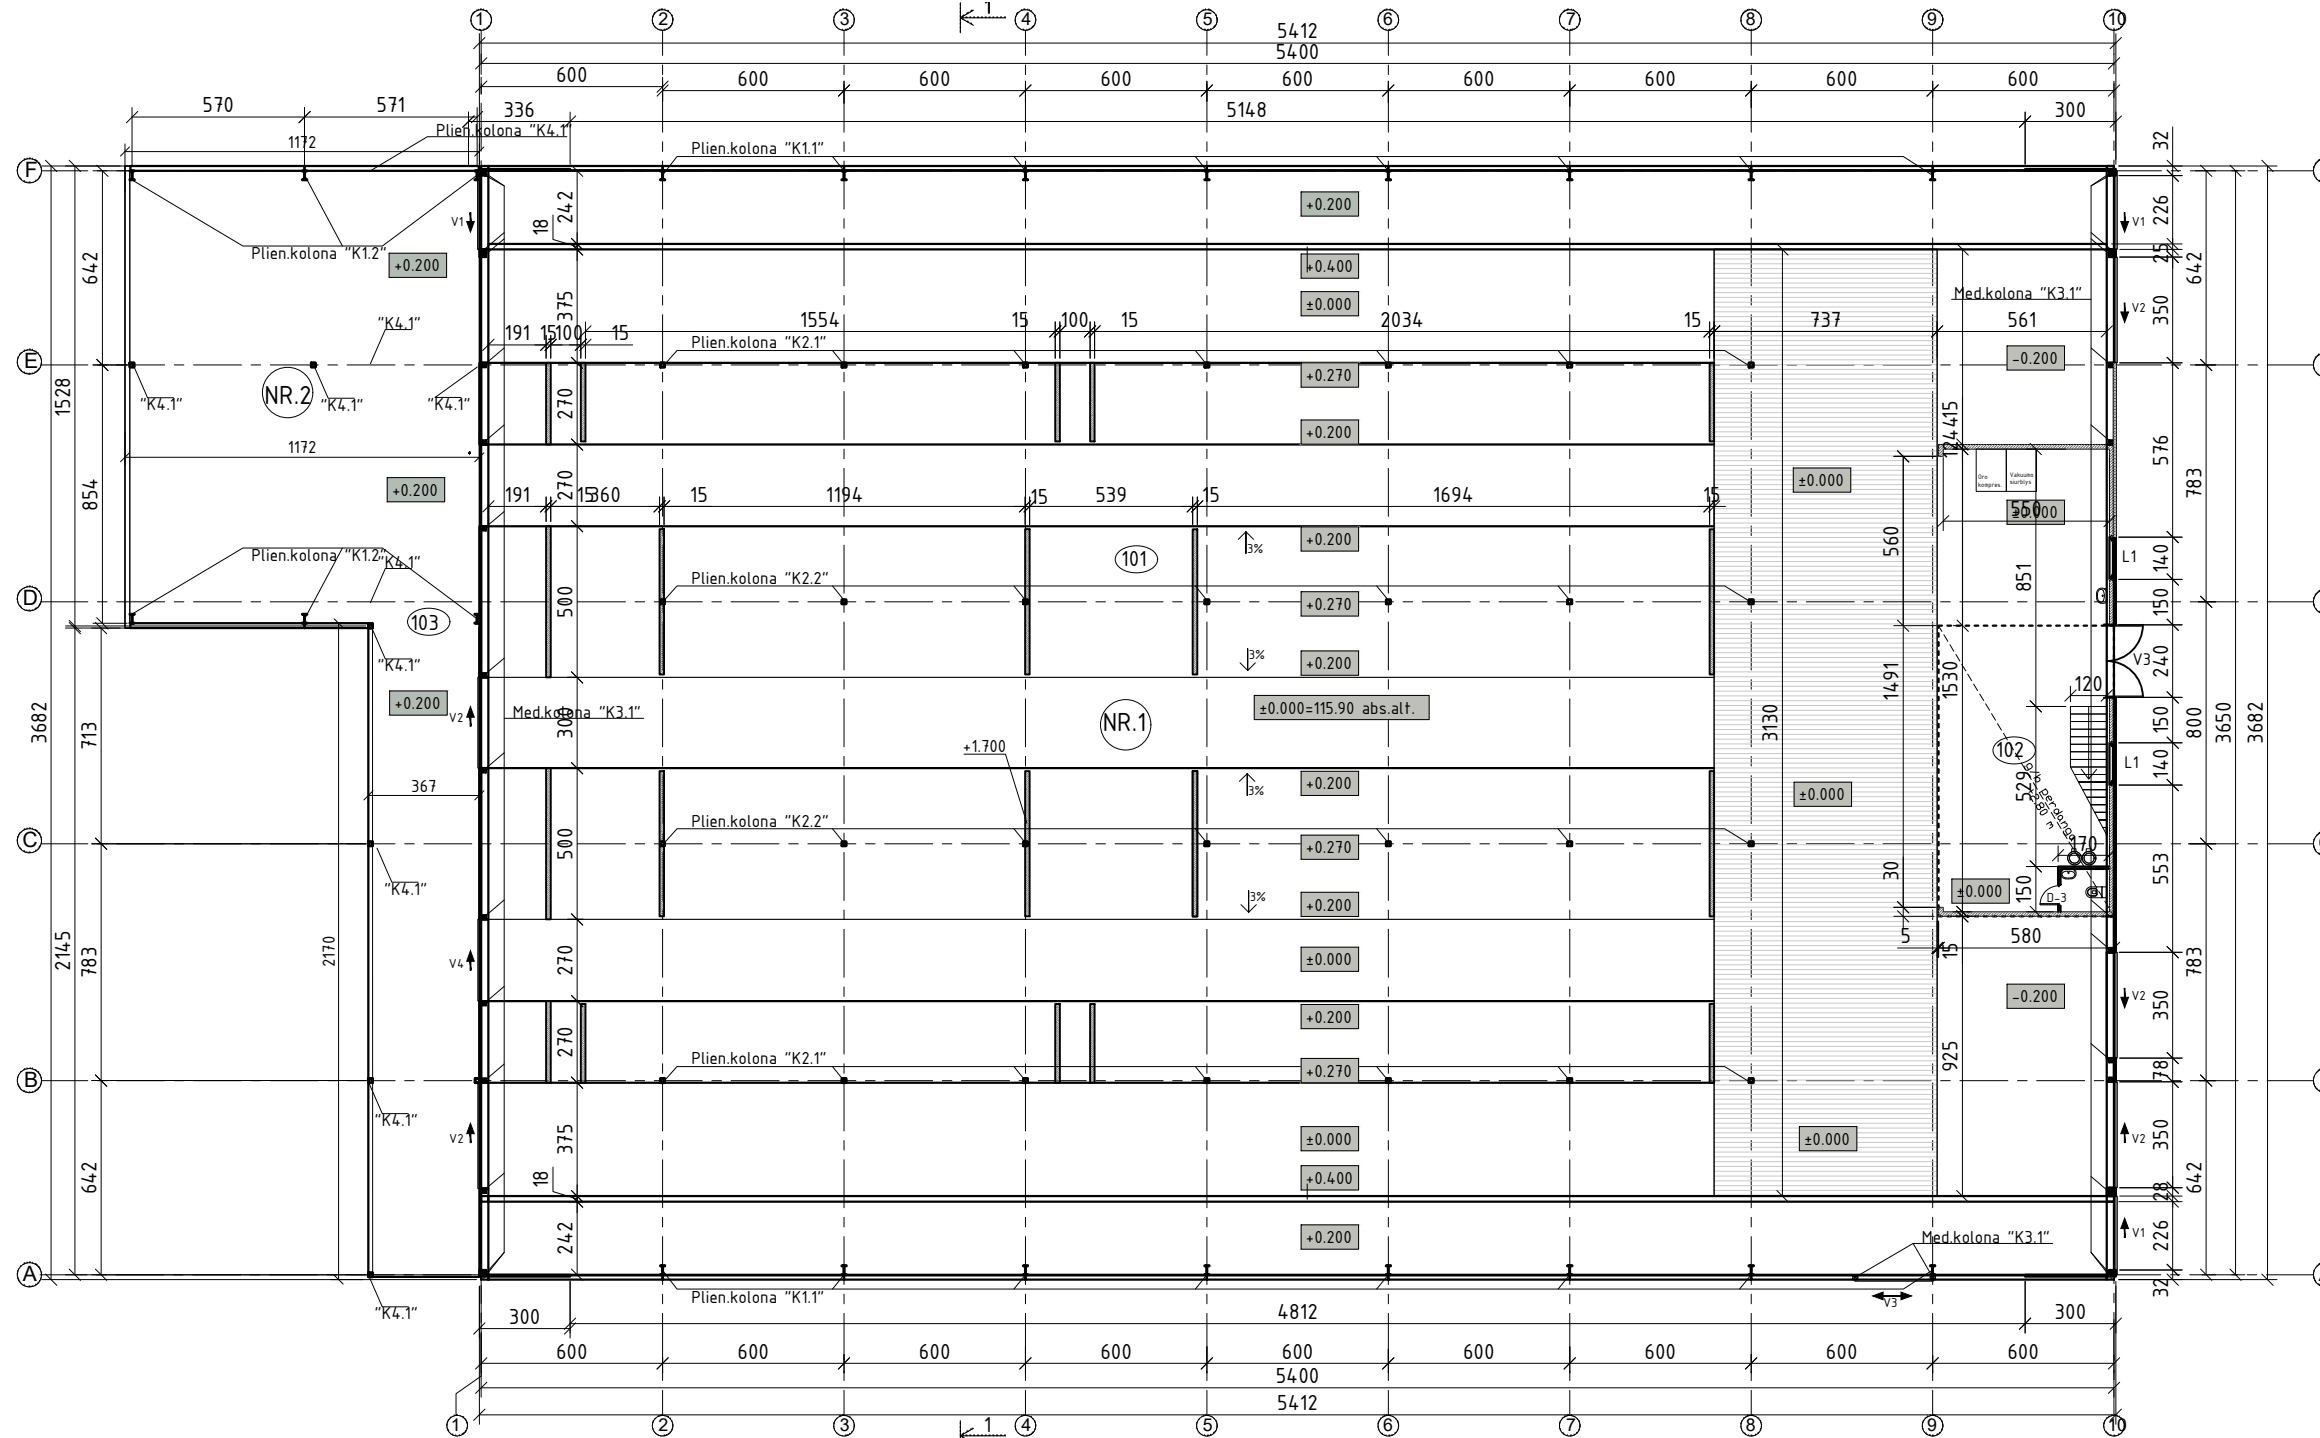 1 2 3 1 4 5 6 7 8 9 10
5412
5400
600 600 600 600 600 600 600 600 600
570 571 336 5148 300
Plien.kolona "K4.1"
1172
32
Plien.kolona "K1.1"
F
242
18
V1
+0.200
V1
226
25
Plien.kolona "K1.2"
642
+0.200
+0.400
±0.000
375
Med.kolona "K3.1"
V2
350
642
"K4.1"
191 15 100 15 1554 15 100 15 2034 15 737 561
Plien.kolona "K2.1"
E
-0.200
+0.270
NR.2
"K4.1" "K4.1" "K4.1"
1528
270
+0.200
415
24
576
1172
854
+0.200
270
191 15 360 15 1194 15 539 15 1694 15
±0.000
Oro
kompres.
Vakuumo
siurblys
550
±0.000
783
+0.200
3%
101
560
L1
140
Plien.kolona "K1.2"
"K4.1"
Plien.kolona "K2.2"
851
D
500
+0.270
150
103
"K4.1"
3%
+0.200
240
V3
1491
1530
120
+0.200
V2
Med.kolona "K3.1"
300
±0.000=115.90 abs.alt.
NR.1
3682
713
3130
150
800
3650
3682
+1.700
102
L1
140
367
3%
+0.200
±0.000
529
Plien.kolona "K2.2"
C
500
+0.270
170
553
"K4.1"
30
150
±0.000
D-3
3%
+0.200
2145
783
2170
V4
270
±0.000
5
15
580
783
-0.200
V2
350
+0.200
270
Plien.kolona "K2.1"
925
78
B
+0.270
"K4.1"
V2
375
±0.000
±0.000
V2
350
642
18
+0.400
28
642
242
+0.200
Med.kolona "K3.1"
V1
226
A
32
"K4.1"
Plien.kolona "K1.1"
V3
300 4812 300
600 600 600 600 600 600 600 600 600
5400
5412
1 2 3 1 4 5 6 7 8 9 10